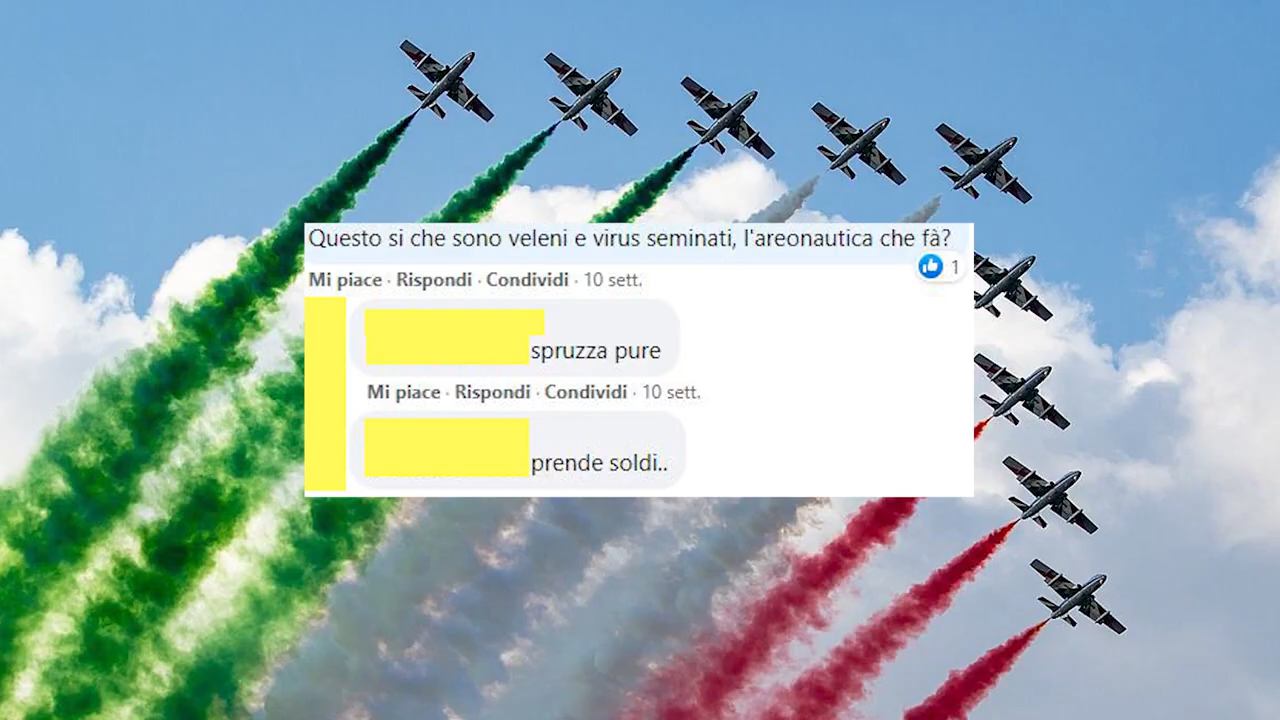 Questo si che sono veleni e virus seminati, l'areonautica che fà?
1
Mi piace · Rispondi · Condividi · 10 sett.
spruzza pure
Mi piace · Rispondi · Condividi · 10 sett.
prende soldi..